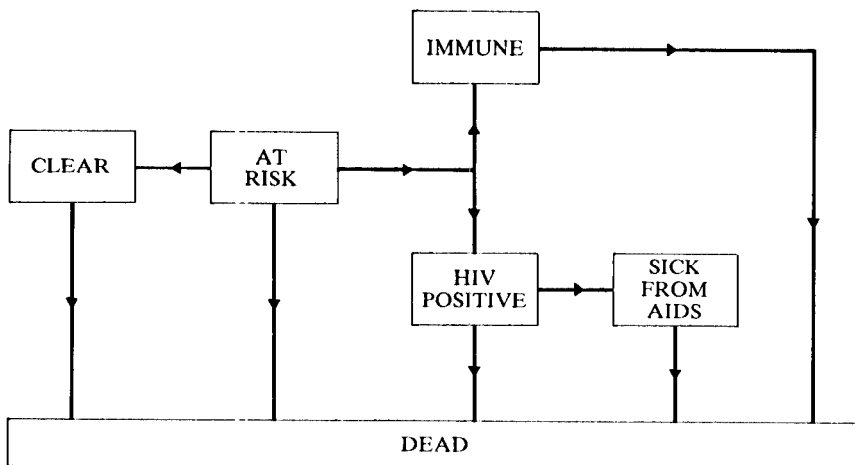 IMMUNE
CLEAR
AT
RISK
HIV
POSITIVE
SICK
FROM
AIDS
DEAD